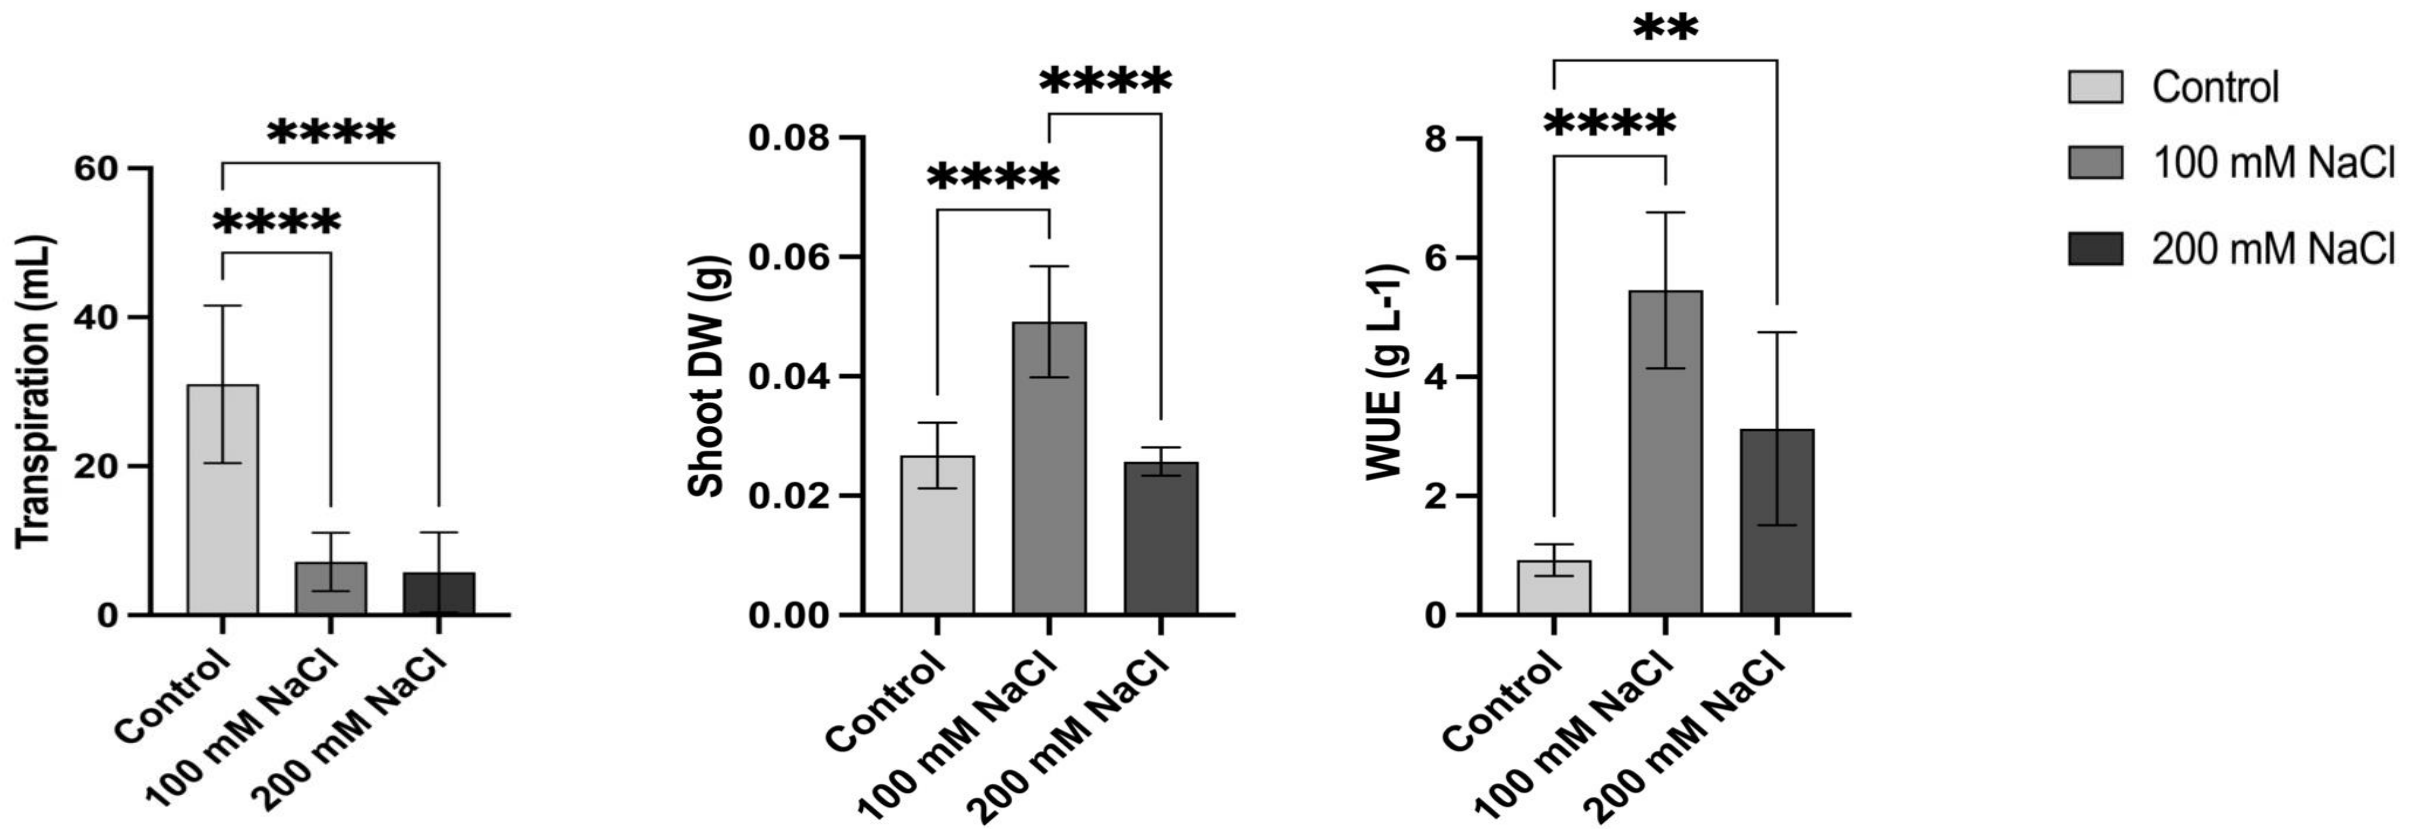 ****
****
60
40
20
0
Transpiration (mL)
Control
100 mM NaCl
200 mM NaCl
****
****
0.08
0.06
0.04
0.02
0.00
Shoot DW (g)
Control
100 mM NaCl
200 mM NaCl
**
****
8
6
4
2
0
WUE (g L-1)
Control
100 mM NaCl
200 mM NaCl
Control
100 mM NaCl
200 mM NaCl